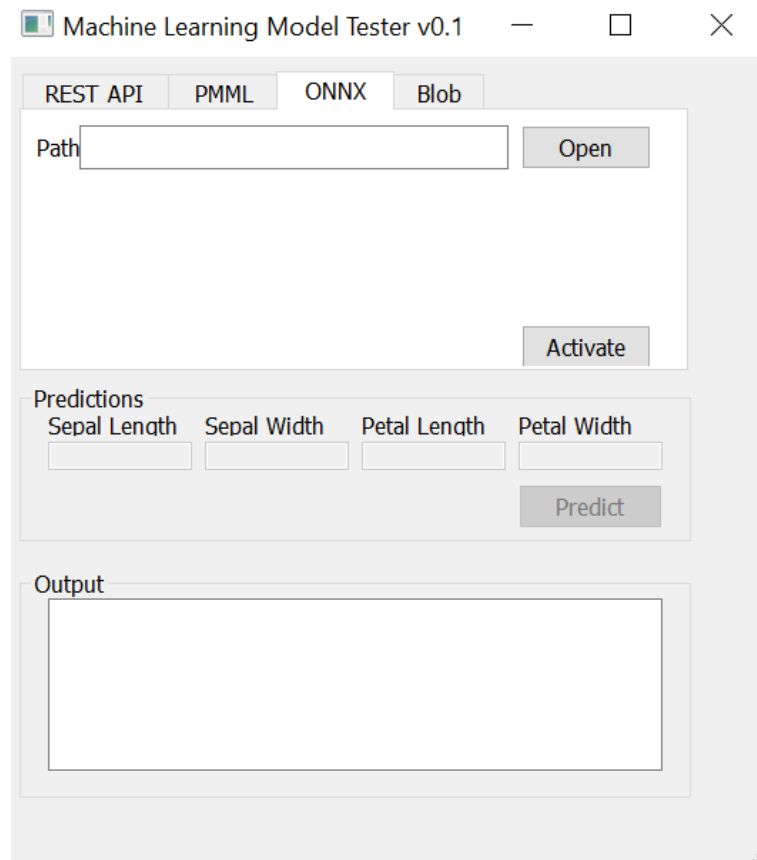 Machine Learning Model Tester v0.1
REST API PMML ONNX Blob
Path Open
Activate
Predictions
Sepal Length Sepal Width Petal Length Petal Width
Predict
Output